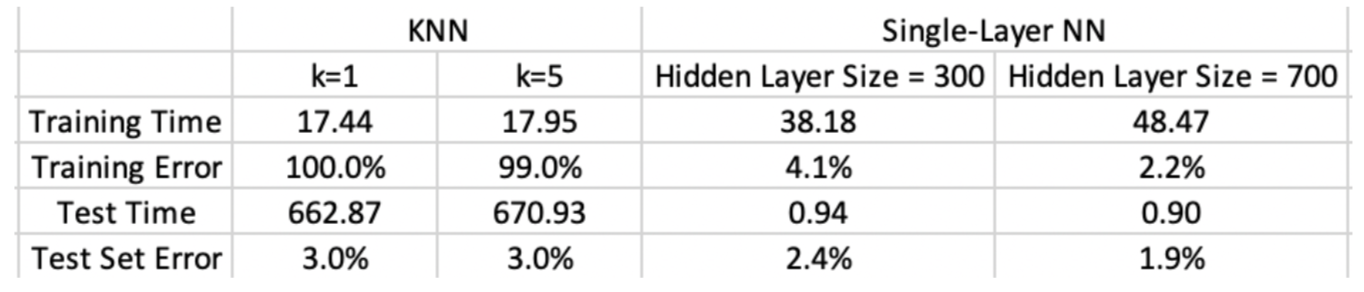 KNN Single-Layer NN
k=1 k=5 Hidden Layer Size = 300 Hidden Layer Size = 700
Training Time 17.44 17.95 38.18 48.47
Training Error 100.0% 99.0% 4.1% 2.2%
Test Time 662.87 670.93 0.94 0.90
Test Set Error 3.0% 3.0% 2.4% 1.9%